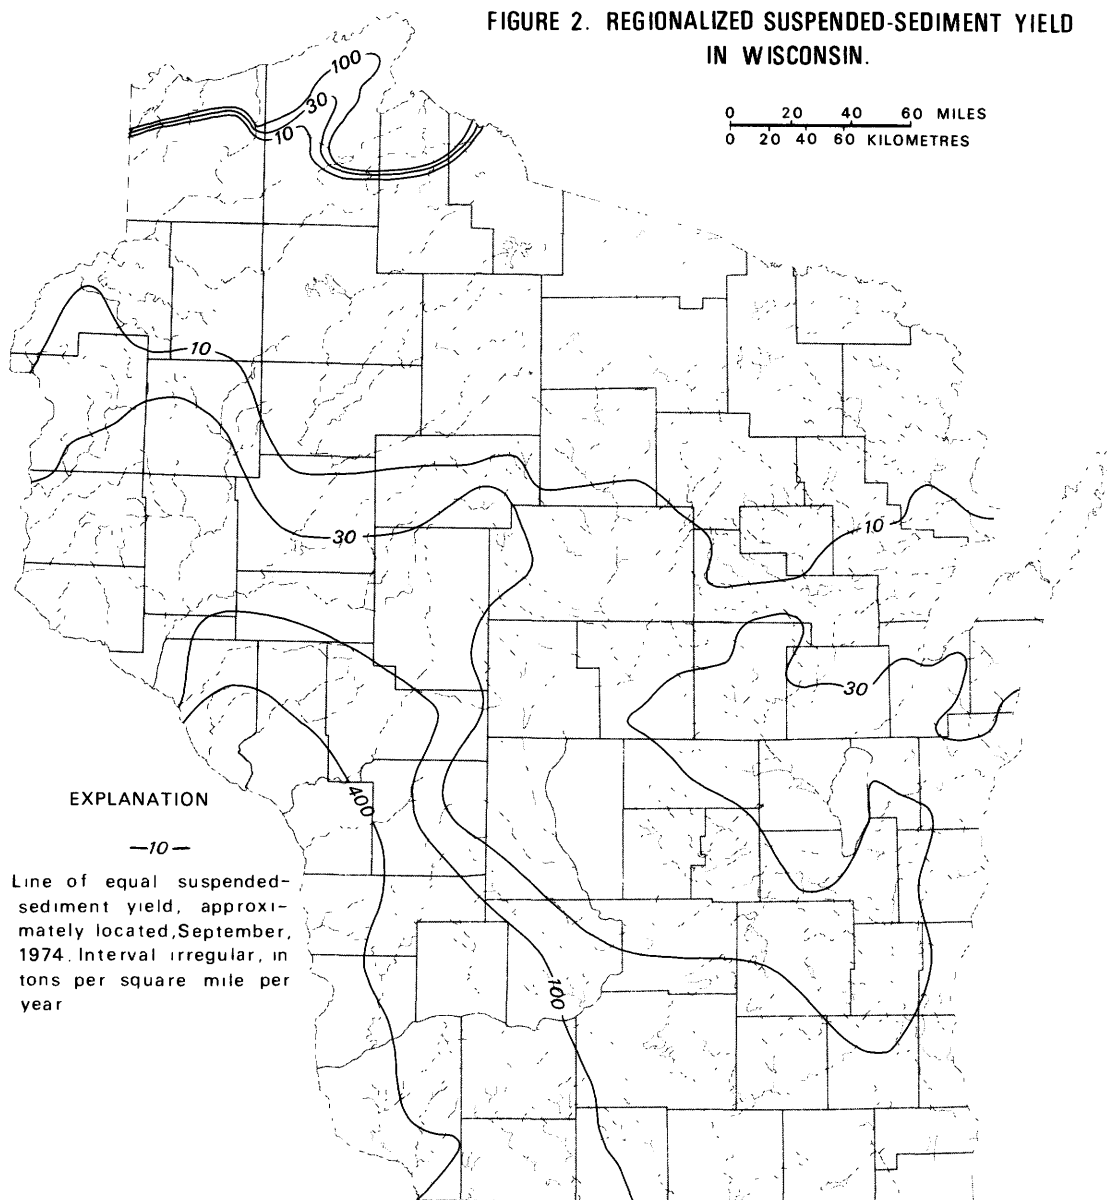 FIGURE 2. REGIONALIZED SUSPENDED-SEDIMENT YIELD
IN WISCONSIN.
0 20 40 60 MILES
0 20 40 60 KILOMETRES
100
30
10
10
30
10
30
400
100
EXPLANATION
—10—
Line of equal suspended-
sediment yield, approxi-
mately located, September,
1974. Interval irregular, in
tons per square mile per
year